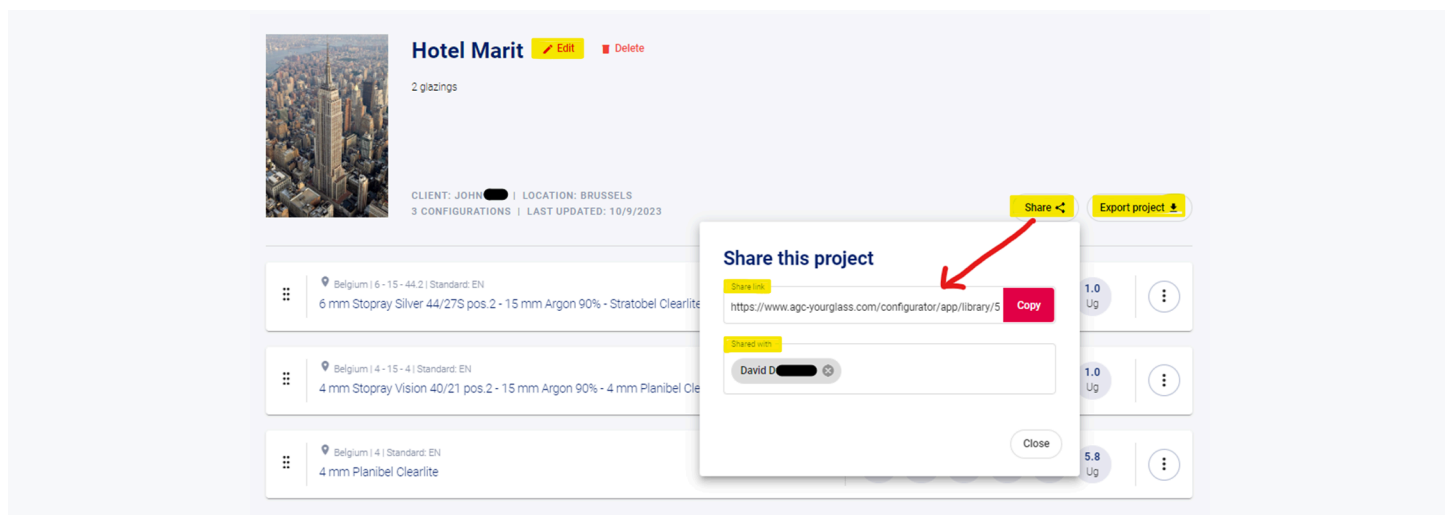 Hotel Marit Edit Delete
2 glazings
CLIENT: JOHN | LOCATION: BRUSSELS
3 CONFIGURATIONS | LAST UPDATED: 10/9/2023
Share Export project
Share this project
Share link
https://www.agc-yourglass.com/configurator/app/library/5 Copy
Shared with
David D
Close
Belgium | 6 - 15 - 44.2 | Standard: EN
6 mm Stopray Silver 44/27S pos.2 - 15 mm Argon 90% - Stratobel Clearlite
1.0
Ug
Belgium | 4 - 15 - 4 | Standard: EN
4 mm Stopray Vision 40/21 pos.2 - 15 mm Argon 90% - 4 mm Planibel Cle
1.0
Ug
Belgium | 4 | Standard: EN
4 mm Planibel Clearlite
5.8
Ug